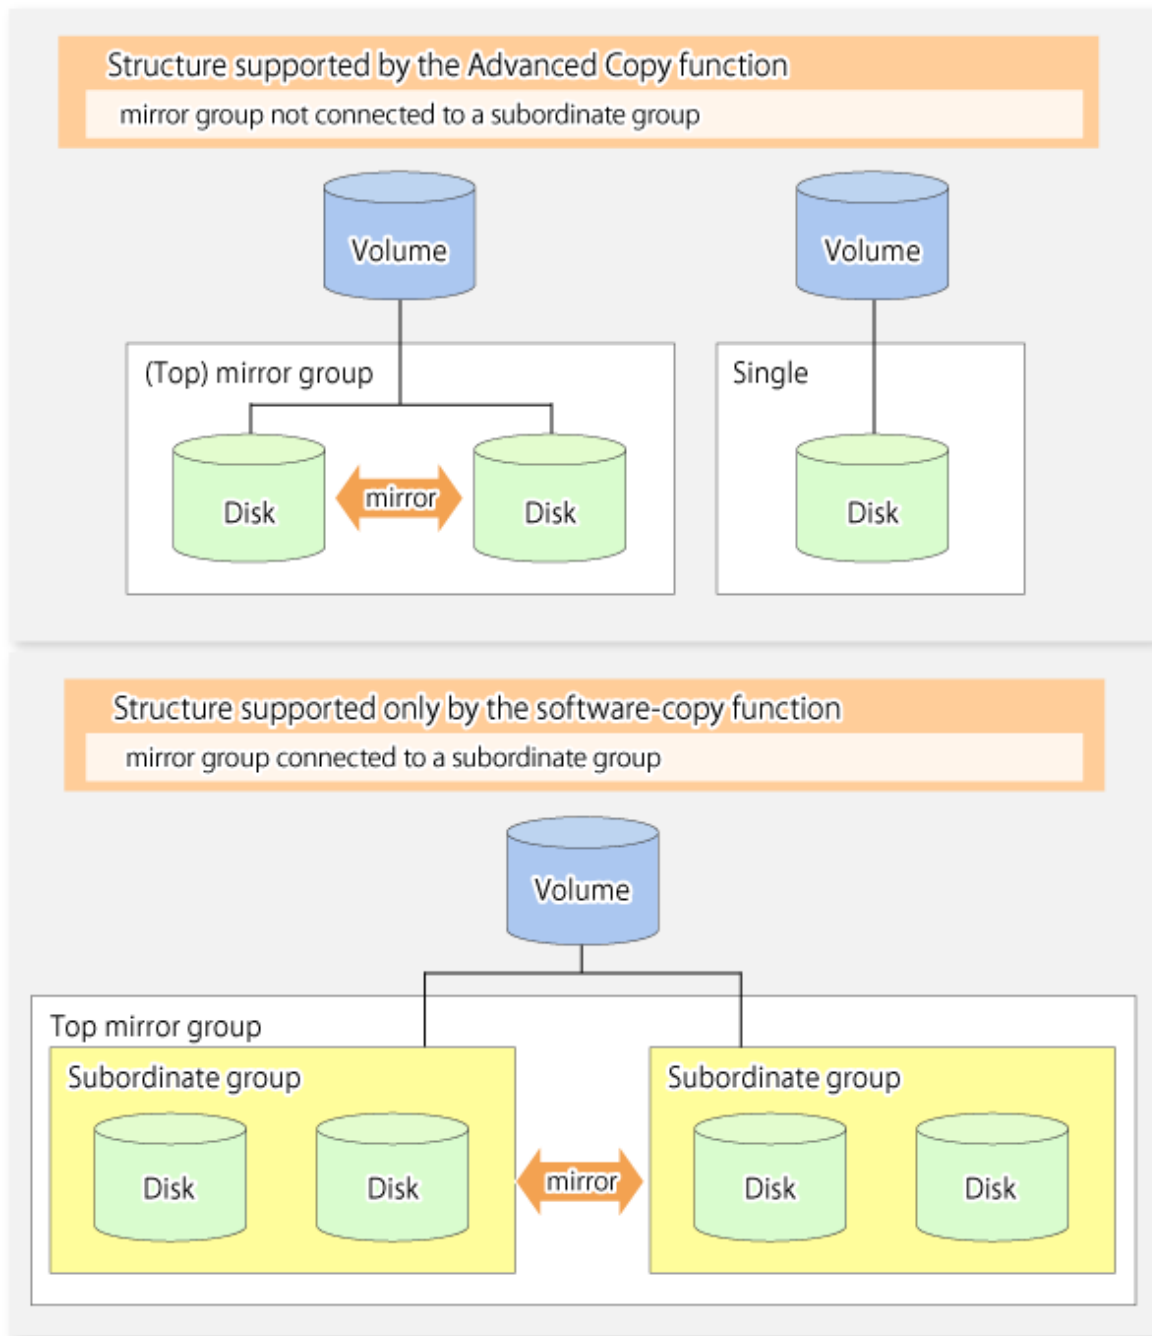 Structure supported by the Advanced Copy function
mirror group not connected to a subordinate group
Volume
Volume
(Top) mirror group
Single
Disk
mirror
Disk
Disk
Structure supported only by the software-copy function
mirror group connected to a subordinate group
Volume
Top mirror group
Subordinate group
Subordinate group
Disk
Disk
mirror
Disk
Disk